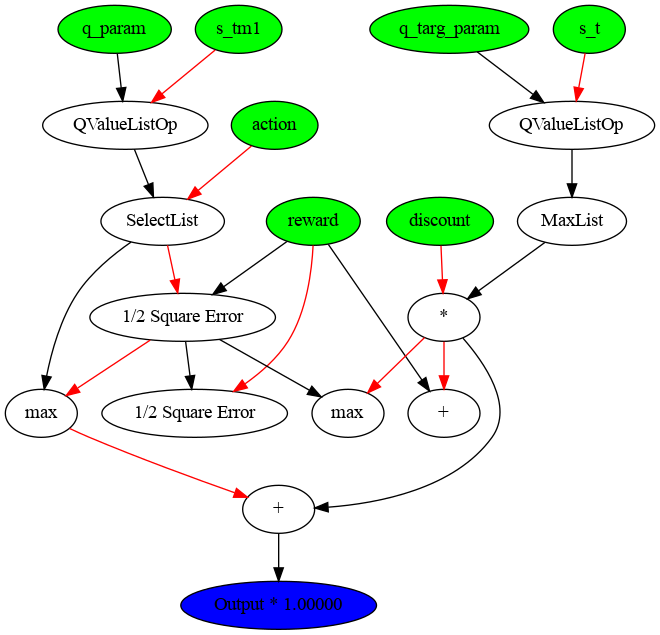 q_param
s_tm1
q_targ_param
s_t
QValueListOp
action
QValueListOp
SelectList
reward
discount
MaxList
1/2 Square Error
*
max
1/2 Square Error
max
+
+
Output * 1.00000